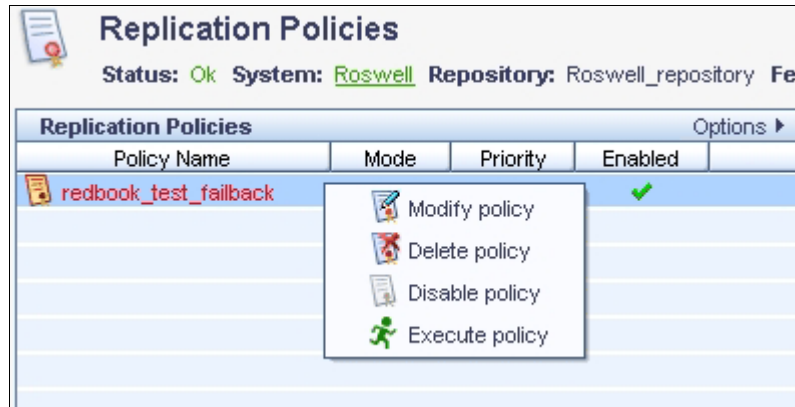 Replication Policies
Status: Ok System: Roswell Repository: Roswell_repository Fe
Replication Policies Options
Policy Name Mode Priority Enabled
redbook_test_failback
Modify policy
Delete policy
Disable policy
Execute policy